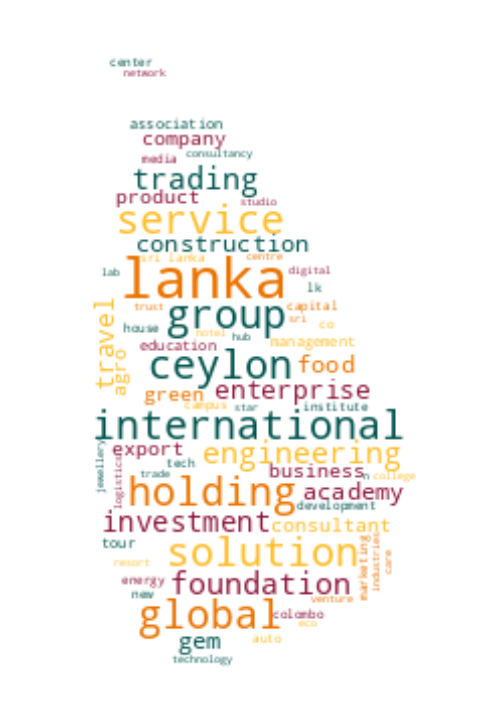 center
network
association
company
media consultancy
trading
product studio
service
construction
sri lanka centre
lab lanka digital
lk
trust group capital
sri
house co
travel hotel hub
education management
agro ceylon food
green enterprise
campus star institute
international
export engineering
jewellery tech business
logistics trade n college
holding academy
development
investment consultant
tour solution
resort marketing industries care
energy foundation
new venture
global colombo
eco
gem auto
technology